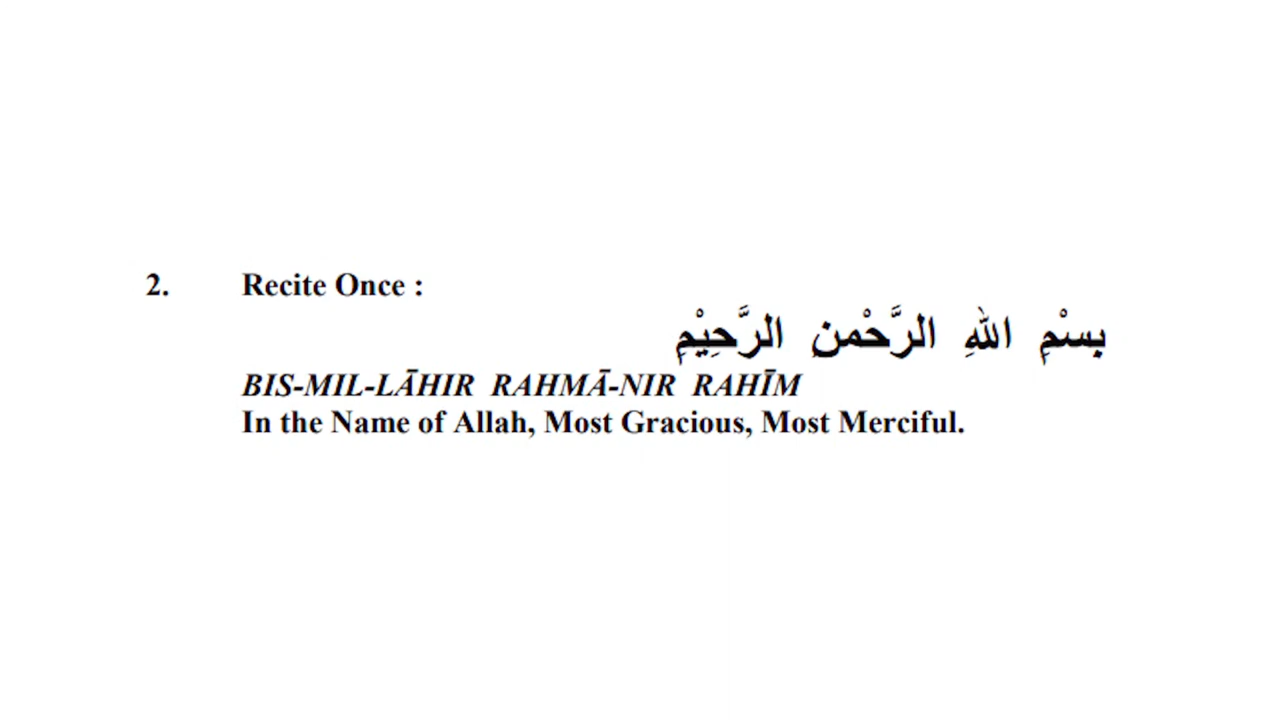 2. Recite Once :
بِسْمِ اللهِ الرَّحْمنِ الرَّحِيْمِ
BIS-MIL-LĀHIR RAHMĀ-NIR RAHĪM
In the Name of Allah, Most Gracious, Most Merciful.